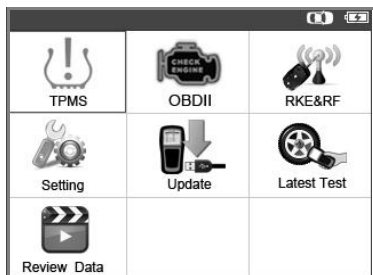 CHECK
ENGINE
TPMS
OBDII
RKE&RF
Setting
Update
Latest Test
Review Data